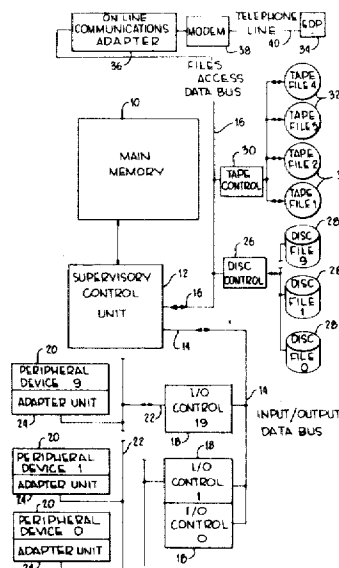 ON LINE
COMMUNICATIONS
ADAPTER
36
MODEM
38
TELEPHONE
LINE
40
EDP
34
FILES
ACCESS
DATA BUS
16
10
MAIN
MEMORY
30
TAPE CONTROL
TAPE
FILE 4
32
TAPE
FILE 3
TAPE
FILE 2
TAPE
FILE 1
SUPERVISORY
CONTROL
UNIT
12
16
14
26
DISC
CONTROL
28
DISC
FILE
9
28
DISC
FILE
1
28
DISC
FILE
0
20
PERIPHERAL
DEVICE 9
ADAPTER UNIT
24
22
I/O
CONTROL
19
18
14
INPUT/OUTPUT
DATA BUS
20
22
PERIPHERAL
DEVICE 1
ADAPTER UNIT
24
18
I/O
CONTROL
1
I/O
CONTROL
0
18
20
PERIPHERAL
DEVICE 0
ADAPTER UNIT
24